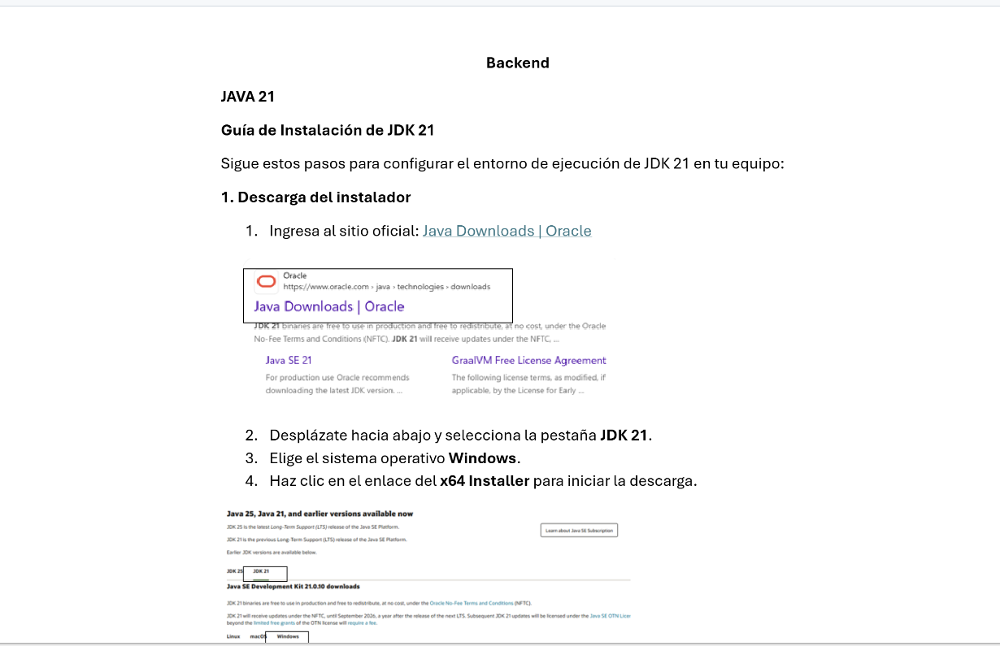 Backend
JAVA 21
Guía de Instalación de JDK 21
Sigue estos pasos para configurar el entorno de ejecución de JDK 21 en tu equipo:
1. Descarga del instalador
1. Ingresa al sitio oficial: Java Downloads | Oracle
Oracle
https://www.oracle.com › java › technologies › downloads
Java Downloads | Oracle
JDK 21 binaries are free to use in production and free to redistribute, at no cost, under the Oracle
No-Fee Terms and Conditions (NFTC). JDK 21 will receive updates under the NFTC, ...
Java SE 21
For production use Oracle recommends
downloading the latest JDK version. ...
GraalVM Free License Agreement
The following license terms, as modified, if
applicable, by the License for Early ...
2. Desplázate hacia abajo y selecciona la pestaña JDK 21.
3. Elige el sistema operativo Windows.
4. Haz clic en el enlace del x64 Installer para iniciar la descarga.
Java 25, Java 21, and earlier versions available now
JDK 25 is the latest Long-Term Support (LTS) release of the Java SE Platform.
Learn about Java SE Subscription
JDK 21 is the previous Long-Term Support (LTS) release of the Java SE Platform.
Earlier JDK versions are available below.
JDK 25 JDK 21
Java SE Development Kit 21.0.10 downloads
JDK 21 binaries are free to use in production and free to redistribute, at no cost, under the Oracle No-Fee Terms and Conditions (NFTC).
JDK 21 will receive updates under the NFTC, until September 2026, a year after the release of the next LTS. Subsequent JDK 21 updates will be licensed under the Java SE OTN Licer
beyond the limited free grants of the OTN license will require a fee.
Linux macOS Windows